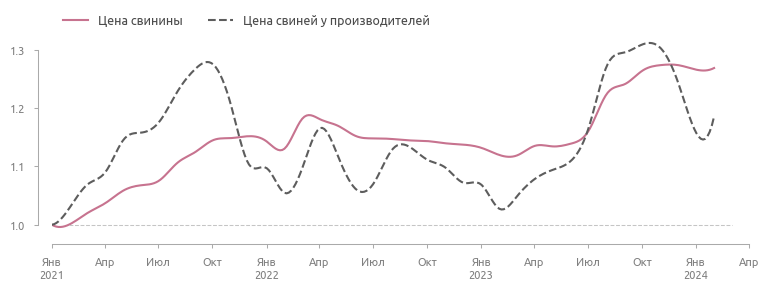 Цена свинины Цена свиней у производителей
1.3
1.2
1.1
1.0
Янв Апр Июл Окт Янв Апр Июл Окт Янв Апр Июл Окт Янв Апр
2021 2022 2023 2024